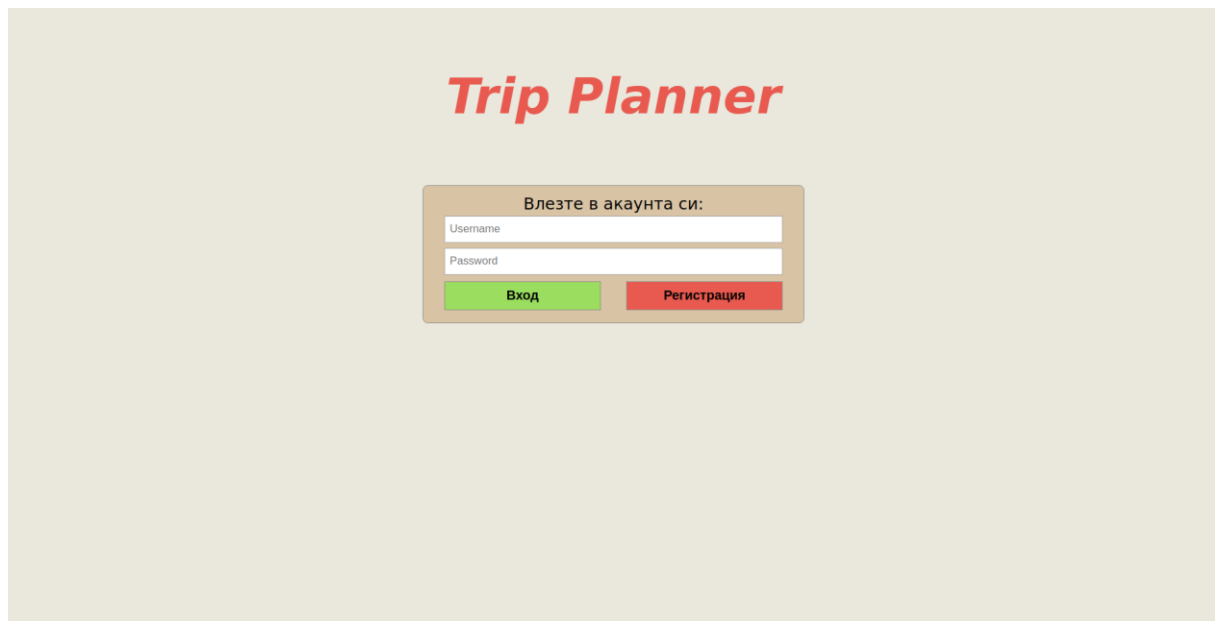 Trip Planner
Влезте в акаунта си:
Username
Password
Вход Регистрация